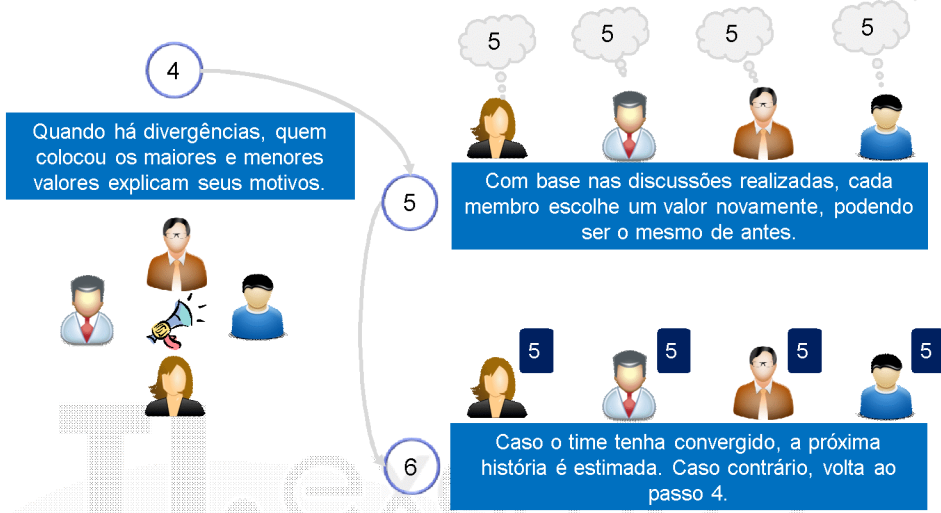 4
Quando há divergências, quem
colocou os maiores e menores
valores explicam seus motivos.
5
5 5 5 5
Com base nas discussões realizadas, cada
membro escolhe um valor novamente, podendo
ser o mesmo de antes.
6
5 5 5 5
Caso o time tenha convergido, a próxima
história é estimada. Caso contrário, volta ao
passo 4.